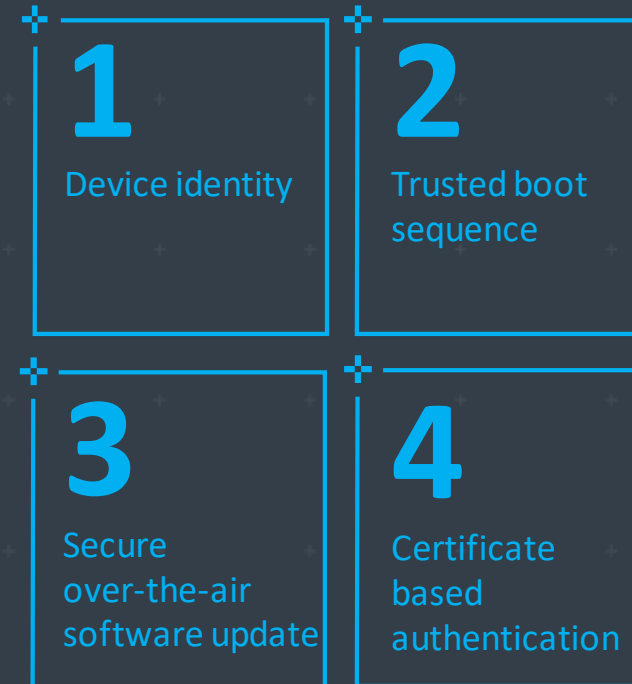 1
Device identity
2
Trusted boot
sequence
3
Secure
over-the-air
software update
4
Certificate
based
authentication